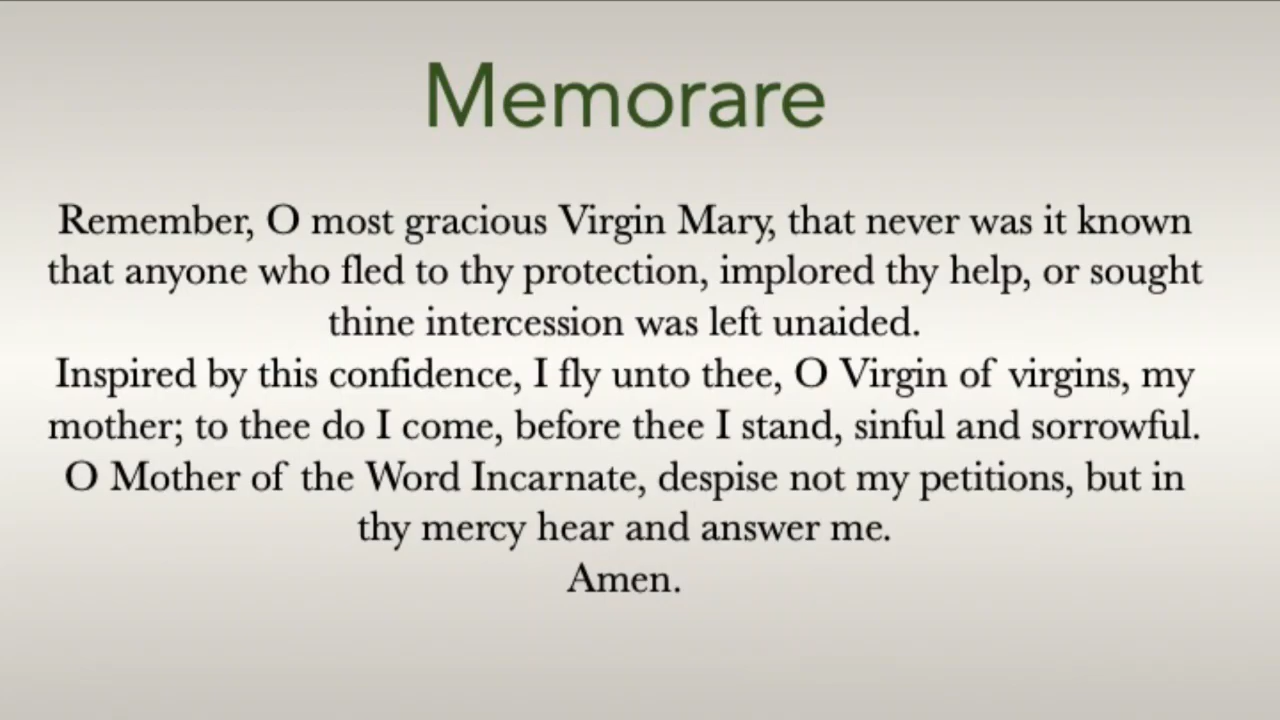 Memorare
Remember, O most gracious Virgin Mary, that never was it known
that anyone who fled to thy protection, implored thy help, or sought
thine intercession was left unaided.
Inspired by this confidence, I fly unto thee, O Virgin of virgins, my
mother; to thee do I come, before thee I stand, sinful and sorrowful.
O Mother of the Word Incarnate, despise not my petitions, but in
thy mercy hear and answer me.
Amen.